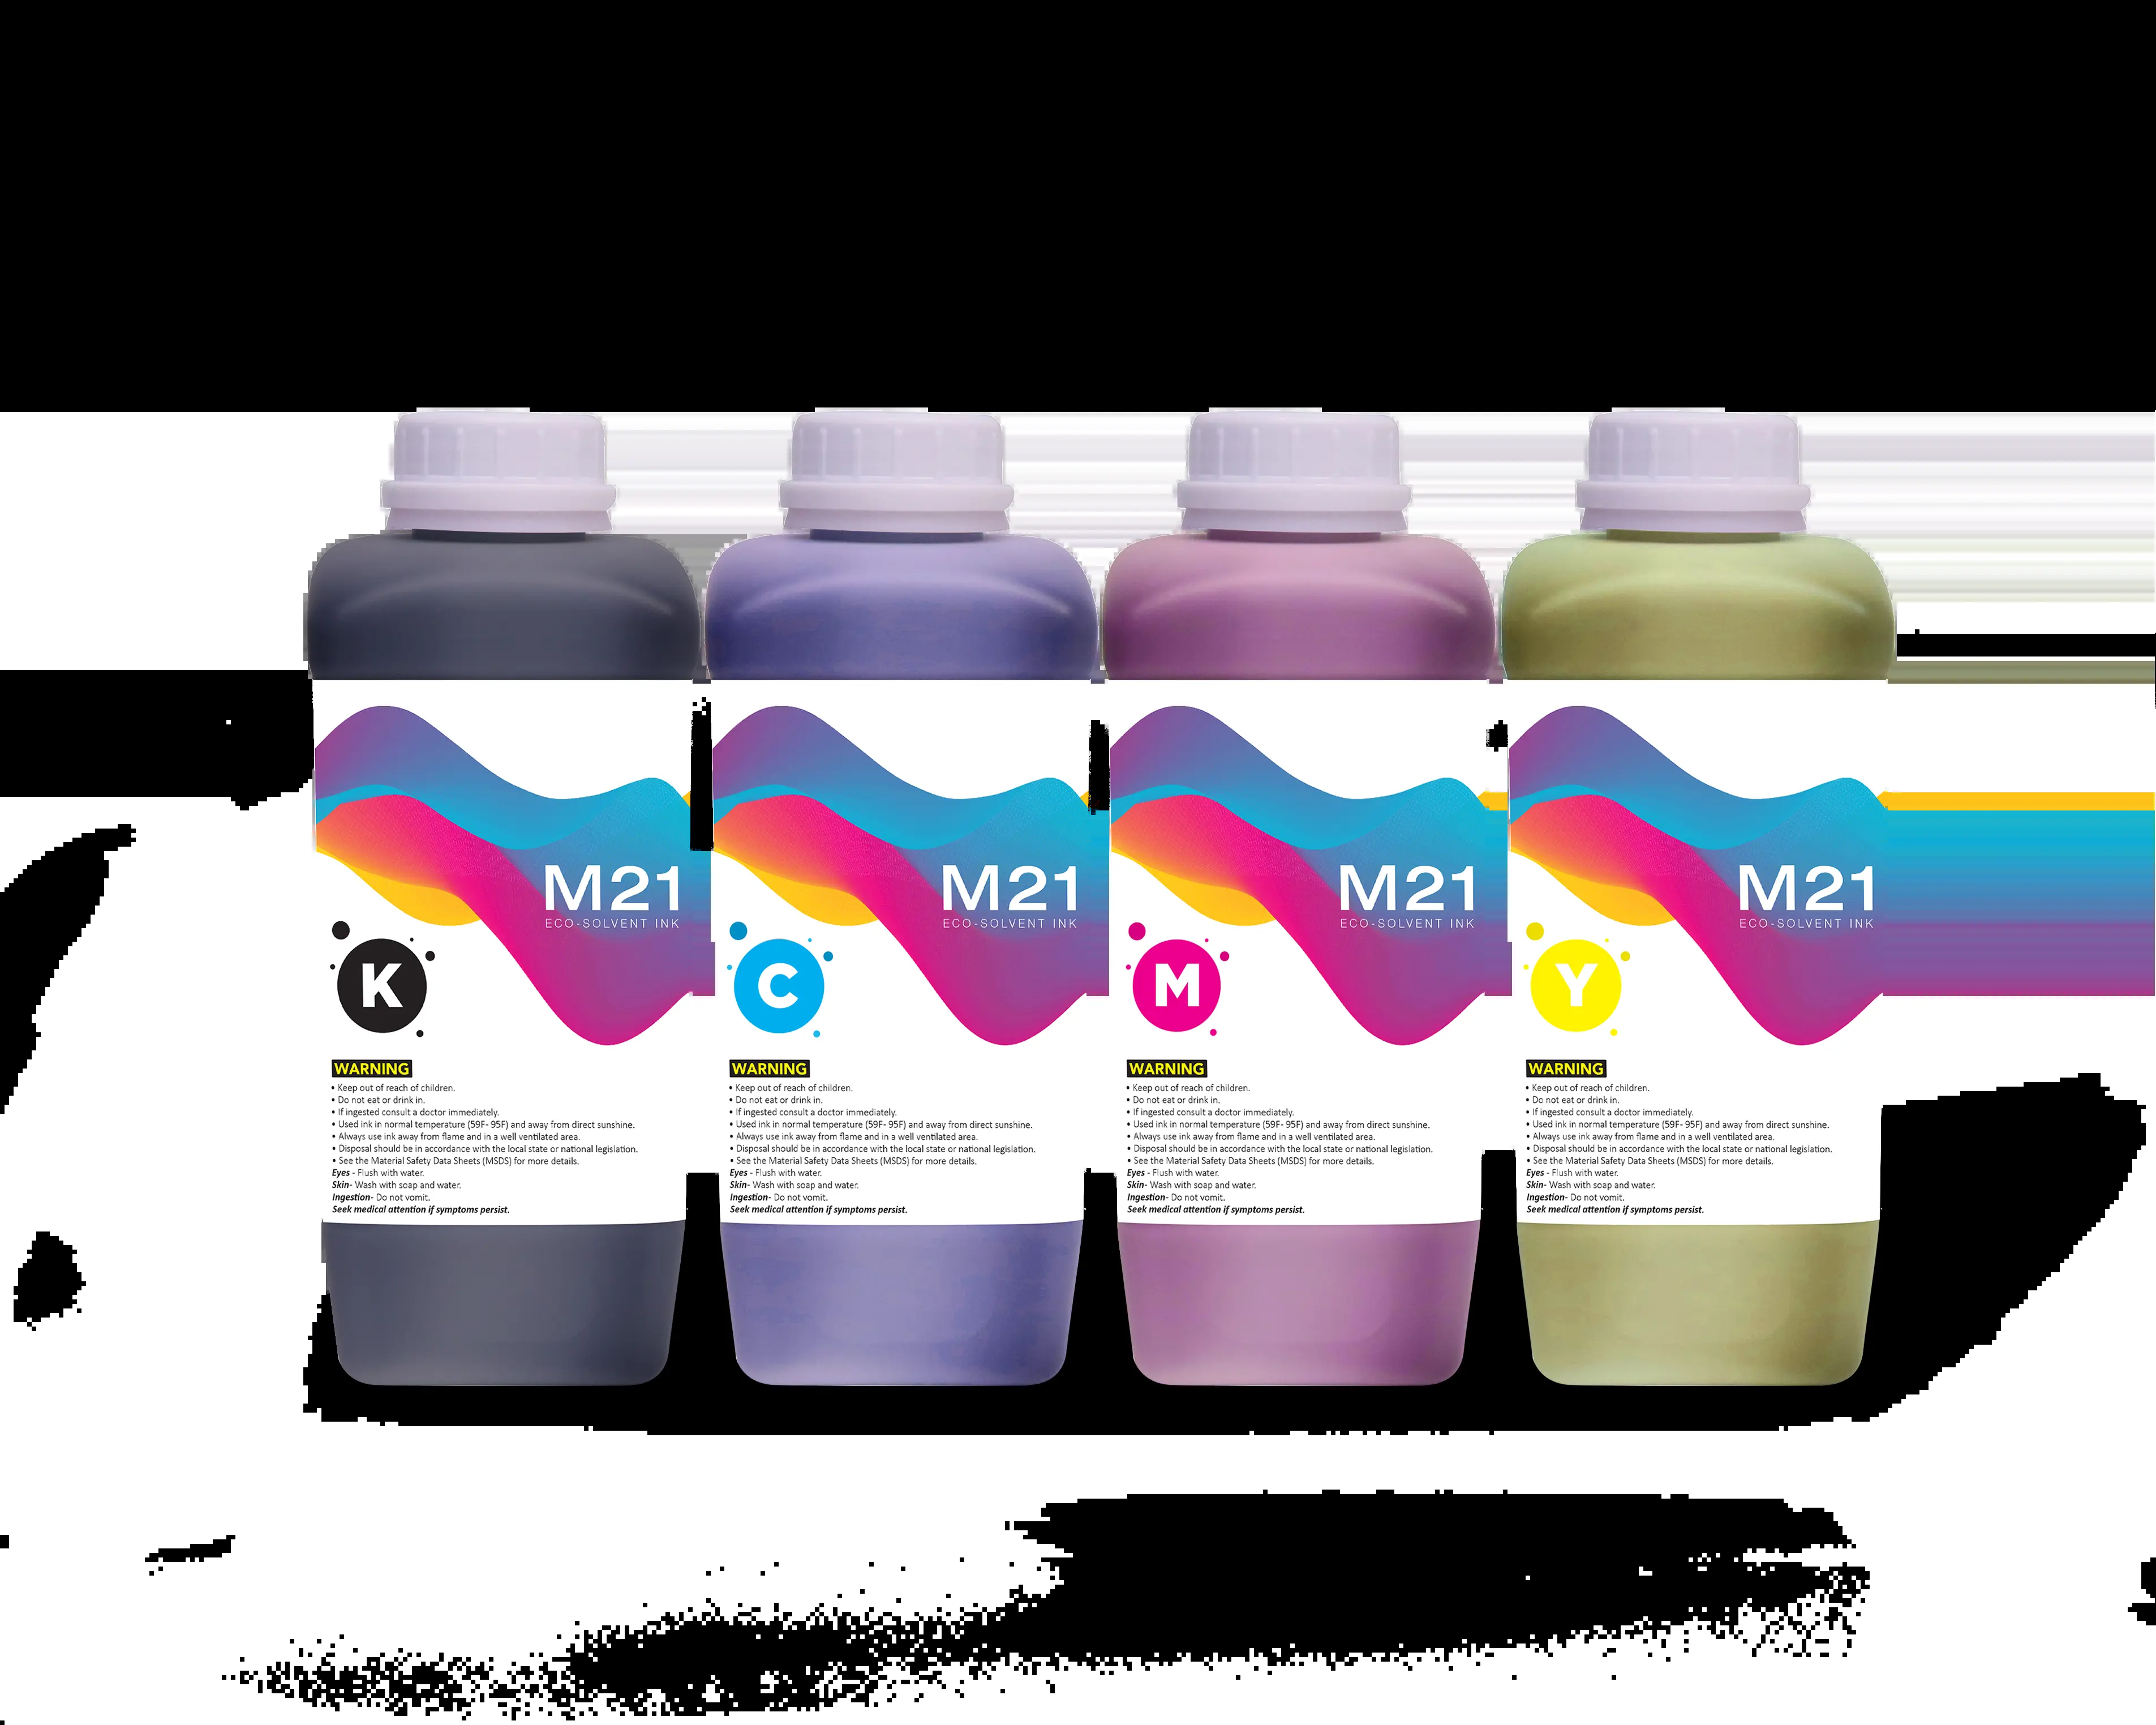 M21
ECO-SOLVENT INK
K
WARNING
• Keep out of reach of children.
• Do not eat or drink in.
• If ingested consult a doctor immediately.
• Used ink in normal temperature (59F- 95F) and away from direct sunshine.
• Always use ink away from flame and in a well ventilated area.
• Disposal should be in accordance with the local state or national legislation.
• See the Material Safety Data Sheets (MSDS) for more details.
Eyes - Flush with water.
Skin- Wash with soap and water.
Ingestion- Do not vomit.
Seek medical attention if symptoms persist.
M21
ECO-SOLVENT INK
C
WARNING
• Keep out of reach of children.
• Do not eat or drink in.
• If ingested consult a doctor immediately.
• Used ink in normal temperature (59F- 95F) and away from direct sunshine.
• Always use ink away from flame and in a well ventilated area.
• Disposal should be in accordance with the local state or national legislation.
• See the Material Safety Data Sheets (MSDS) for more details.
Eyes - Flush with water.
Skin- Wash with soap and water.
Ingestion- Do not vomit.
Seek medical attention if symptoms persist.
M21
ECO-SOLVENT INK
M
WARNING
• Keep out of reach of children.
• Do not eat or drink in.
• If ingested consult a doctor immediately.
• Used ink in normal temperature (59F- 95F) and away from direct sunshine.
• Always use ink away from flame and in a well ventilated area.
• Disposal should be in accordance with the local state or national legislation.
• See the Material Safety Data Sheets (MSDS) for more details.
Eyes - Flush with water.
Skin- Wash with soap and water.
Ingestion- Do not vomit.
Seek medical attention if symptoms persist.
M21
ECO-SOLVENT INK
Y
WARNING
• Keep out of reach of children.
• Do not eat or drink in.
• If ingested consult a doctor immediately.
• Used ink in normal temperature (59F- 95F) and away from direct sunshine.
• Always use ink away from flame and in a well ventilated area.
• Disposal should be in accordance with the local state or national legislation.
• See the Material Safety Data Sheets (MSDS) for more details.
Eyes - Flush with water.
Skin- Wash with soap and water.
Ingestion- Do not vomit.
Seek medical attention if symptoms persist.